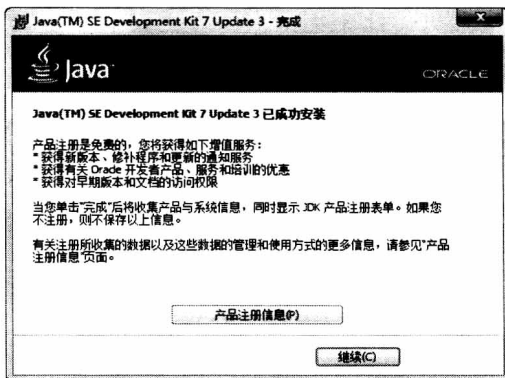 Java(TM) SE Development Kit 7 Update 3 - 完成
Java
ORACLE
Java(TM) SE Development Kit 7 Update 3 已成功安装
产品注册是免费的，您将获得如下增值服务：
* 获得新版本、修补程序和更新的通知服务
* 获得有关 Oracle 开发者产品、服务和培训的优惠
* 获得对早期版本和文档的访问权限
当您单击“完成”后将收集产品与系统信息，同时显示 JDK 产品注册表单。如果您
不注册，则不保存以上信息。
有关注册所收集的数据以及这些数据的管理和使用方式的更多信息，请参见“产品
注册信息”页面。
产品注册信息(P)
继续(C)